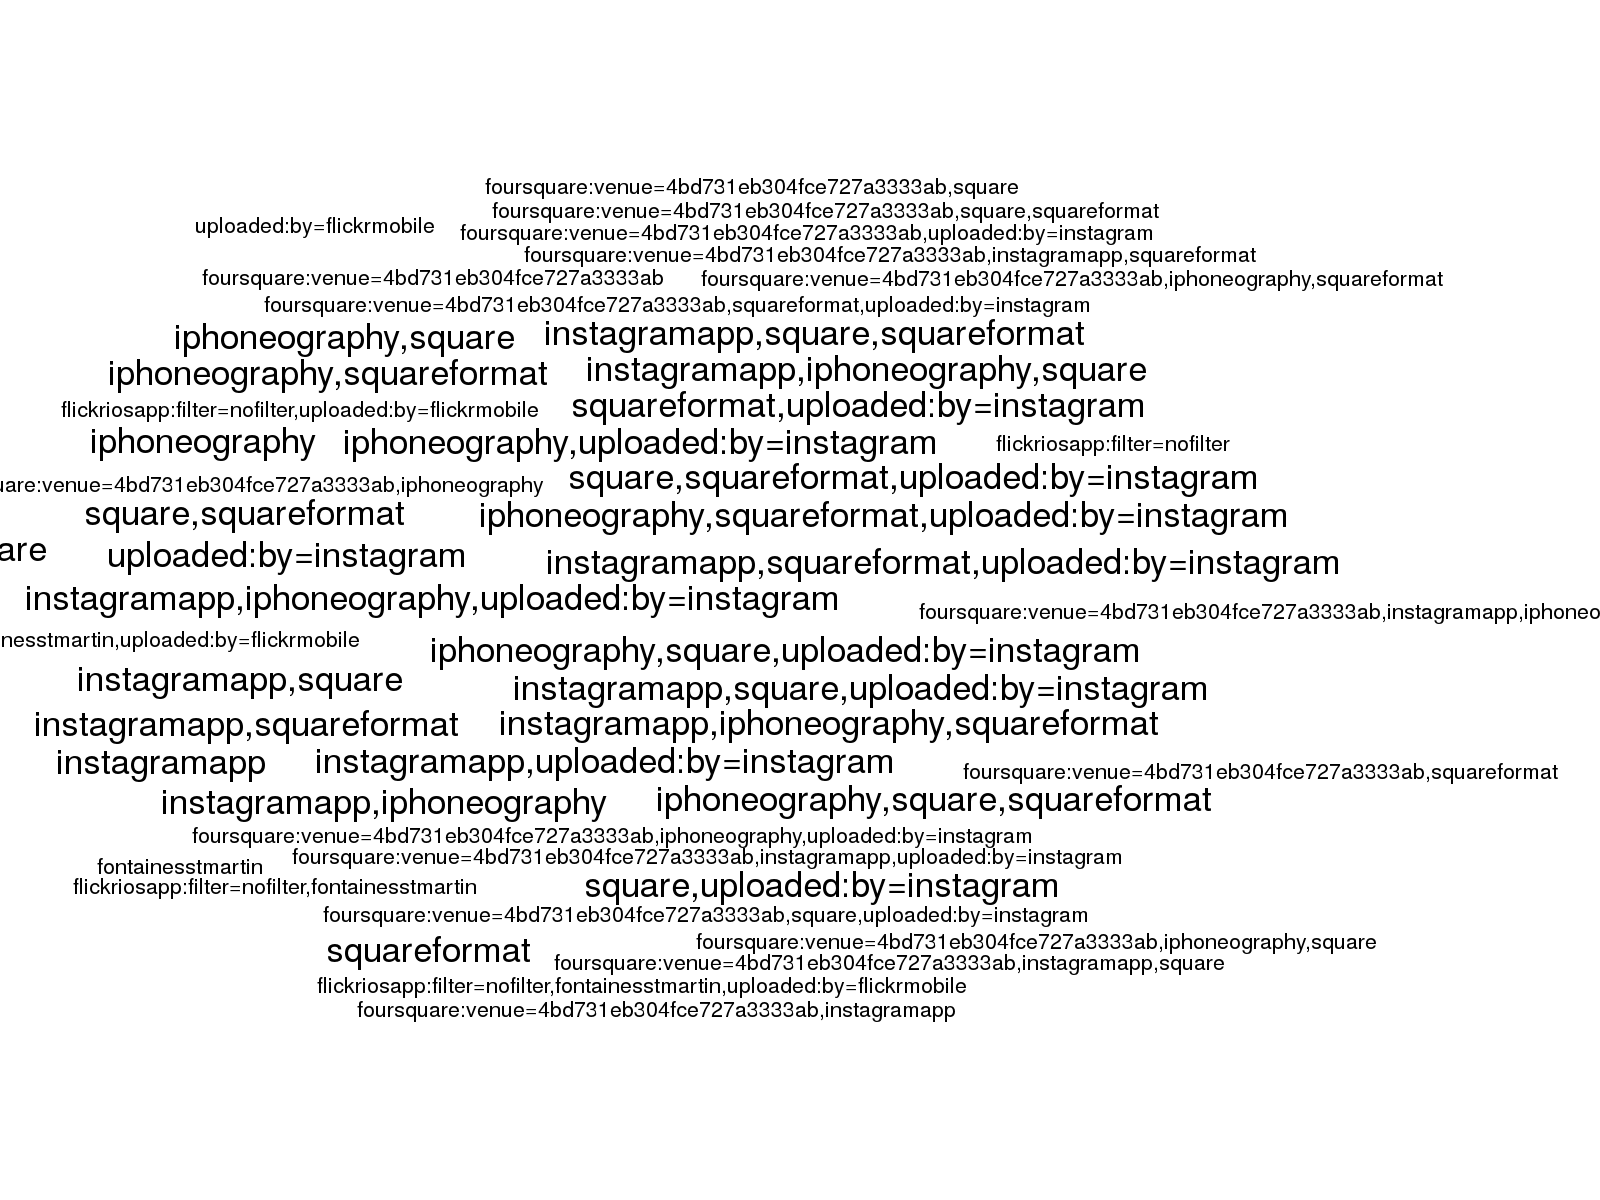 foursquare:venue=4bd731eb304fce727a3333ab,square
foursquare:venue=4bd731eb304fce727a3333ab,square,squareformat
uploaded:by=flickrmobile
foursquare:venue=4bd731eb304fce727a3333ab,uploaded:by=instagram
foursquare:venue=4bd731eb304fce727a3333ab,instagramapp,squareformat
foursquare:venue=4bd731eb304fce727a3333ab
foursquare:venue=4bd731eb304fce727a3333ab,iphoneography,squareformat
foursquare:venue=4bd731eb304fce727a3333ab,squareformat,uploaded:by=instagram
iphoneography,square
instagramapp,square,squareformat
iphoneography,squareformat
instagramapp,iphoneography,square
flickriosapp:filter=nofilter,uploaded:by=flickrmobile
squareformat,uploaded:by=instagram
iphoneography
iphoneography,uploaded:by=instagram
flickriosapp:filter=nofilter
uare:venue=4bd731eb304fce727a3333ab,iphoneography
square,squareformat,uploaded:by=instagram
square,squareformat
iphoneography,squareformat,uploaded:by=instagram
are
uploaded:by=instagram
instagramapp,squareformat,uploaded:by=instagram
instagramapp,iphoneography,uploaded:by=instagram
foursquare:venue=4bd731eb304fce727a3333ab,instagramapp,iphoneo
nesstmartin,uploaded:by=flickrmobile
iphoneography,square,uploaded:by=instagram
instagramapp,square
instagramapp,square,uploaded:by=instagram
instagramapp,squareformat
instagramapp,iphoneography,squareformat
instagramapp
instagramapp,uploaded:by=instagram
foursquare:venue=4bd731eb304fce727a3333ab,squareformat
instagramapp,iphoneography
iphoneography,square,squareformat
foursquare:venue=4bd731eb304fce727a3333ab,iphoneography,uploaded:by=instagram
foursquare:venue=4bd731eb304fce727a3333ab,instagramapp,uploaded:by=instagram
fontainesstmartin
flickriosapp:filter=nofilter,fontainesstmartin
square,uploaded:by=instagram
foursquare:venue=4bd731eb304fce727a3333ab,square,uploaded:by=instagram
squareformat
foursquare:venue=4bd731eb304fce727a3333ab,iphoneography,square
foursquare:venue=4bd731eb304fce727a3333ab,instagramapp,square
flickriosapp:filter=nofilter,fontainesstmartin,uploaded:by=flickrmobile
foursquare:venue=4bd731eb304fce727a3333ab,instagramapp